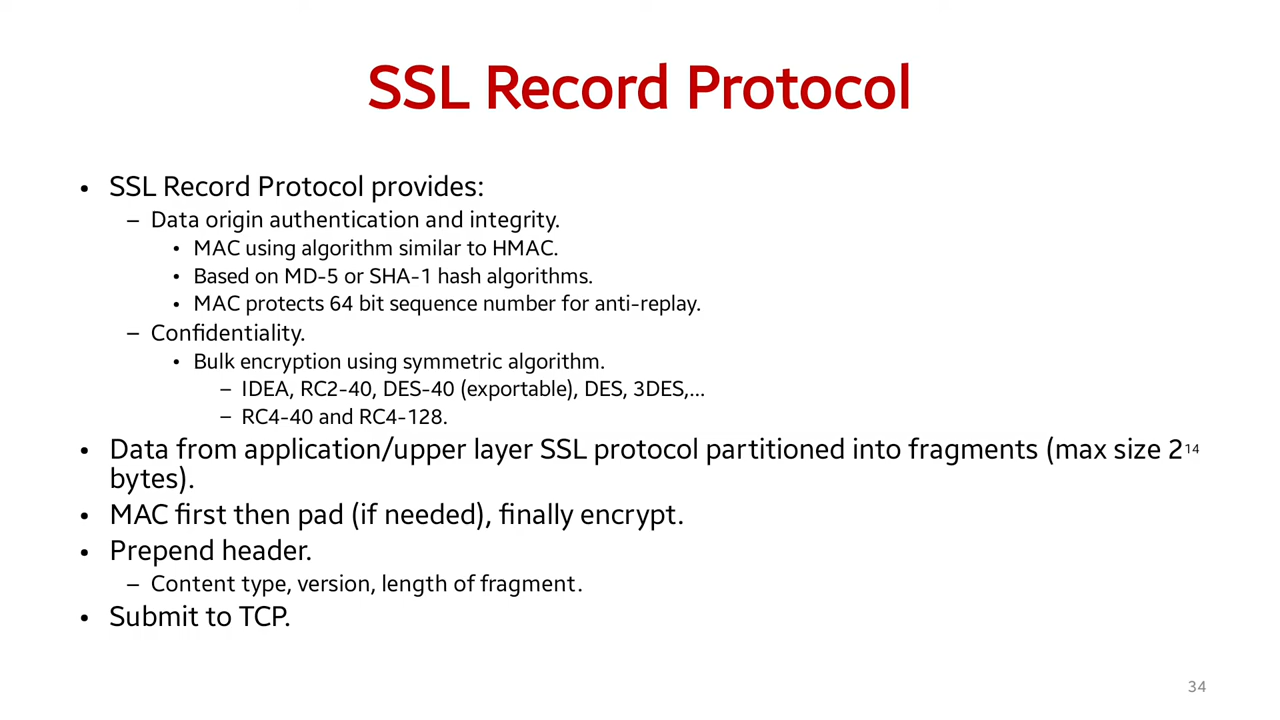 SSL Record Protocol
• SSL Record Protocol provides:
– Data origin authentication and integrity.
• MAC using algorithm similar to HMAC.
• Based on MD-5 or SHA-1 hash algorithms.
• MAC protects 64 bit sequence number for anti-replay.
– Confidentiality.
• Bulk encryption using symmetric algorithm.
– IDEA, RC2-40, DES-40 (exportable), DES, 3DES,...
– RC4-40 and RC4-128.
• Data from application/upper layer SSL protocol partitioned into fragments (max size 2¹⁴
bytes).
• MAC first then pad (if needed), finally encrypt.
• Prepend header.
– Content type, version, length of fragment.
• Submit to TCP.
34